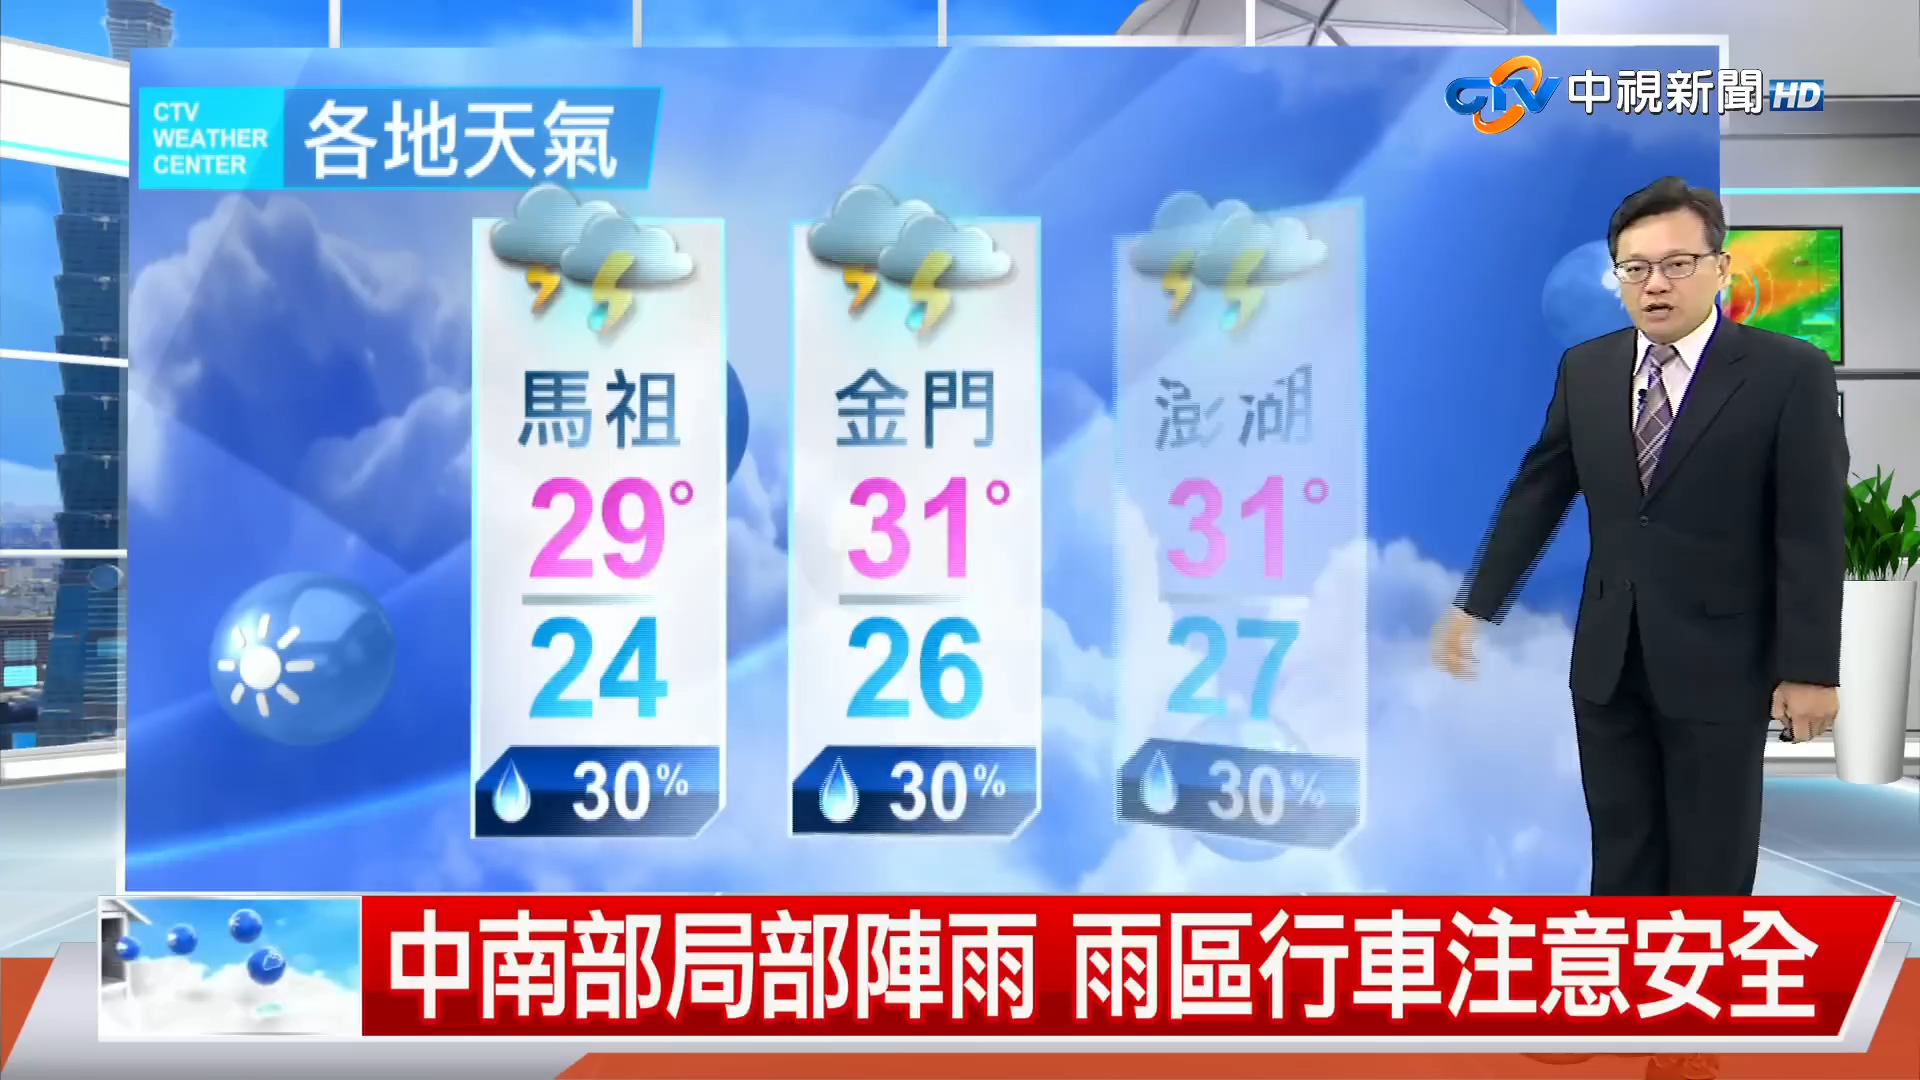 CTV
WEATHER
CENTER
各地天氣
CTV 中視新聞 HD
馬祖
29°
24
30%
金門
31°
26
30%
澎湖
31°
27
30%
中南部局部陣雨 雨區行車注意安全